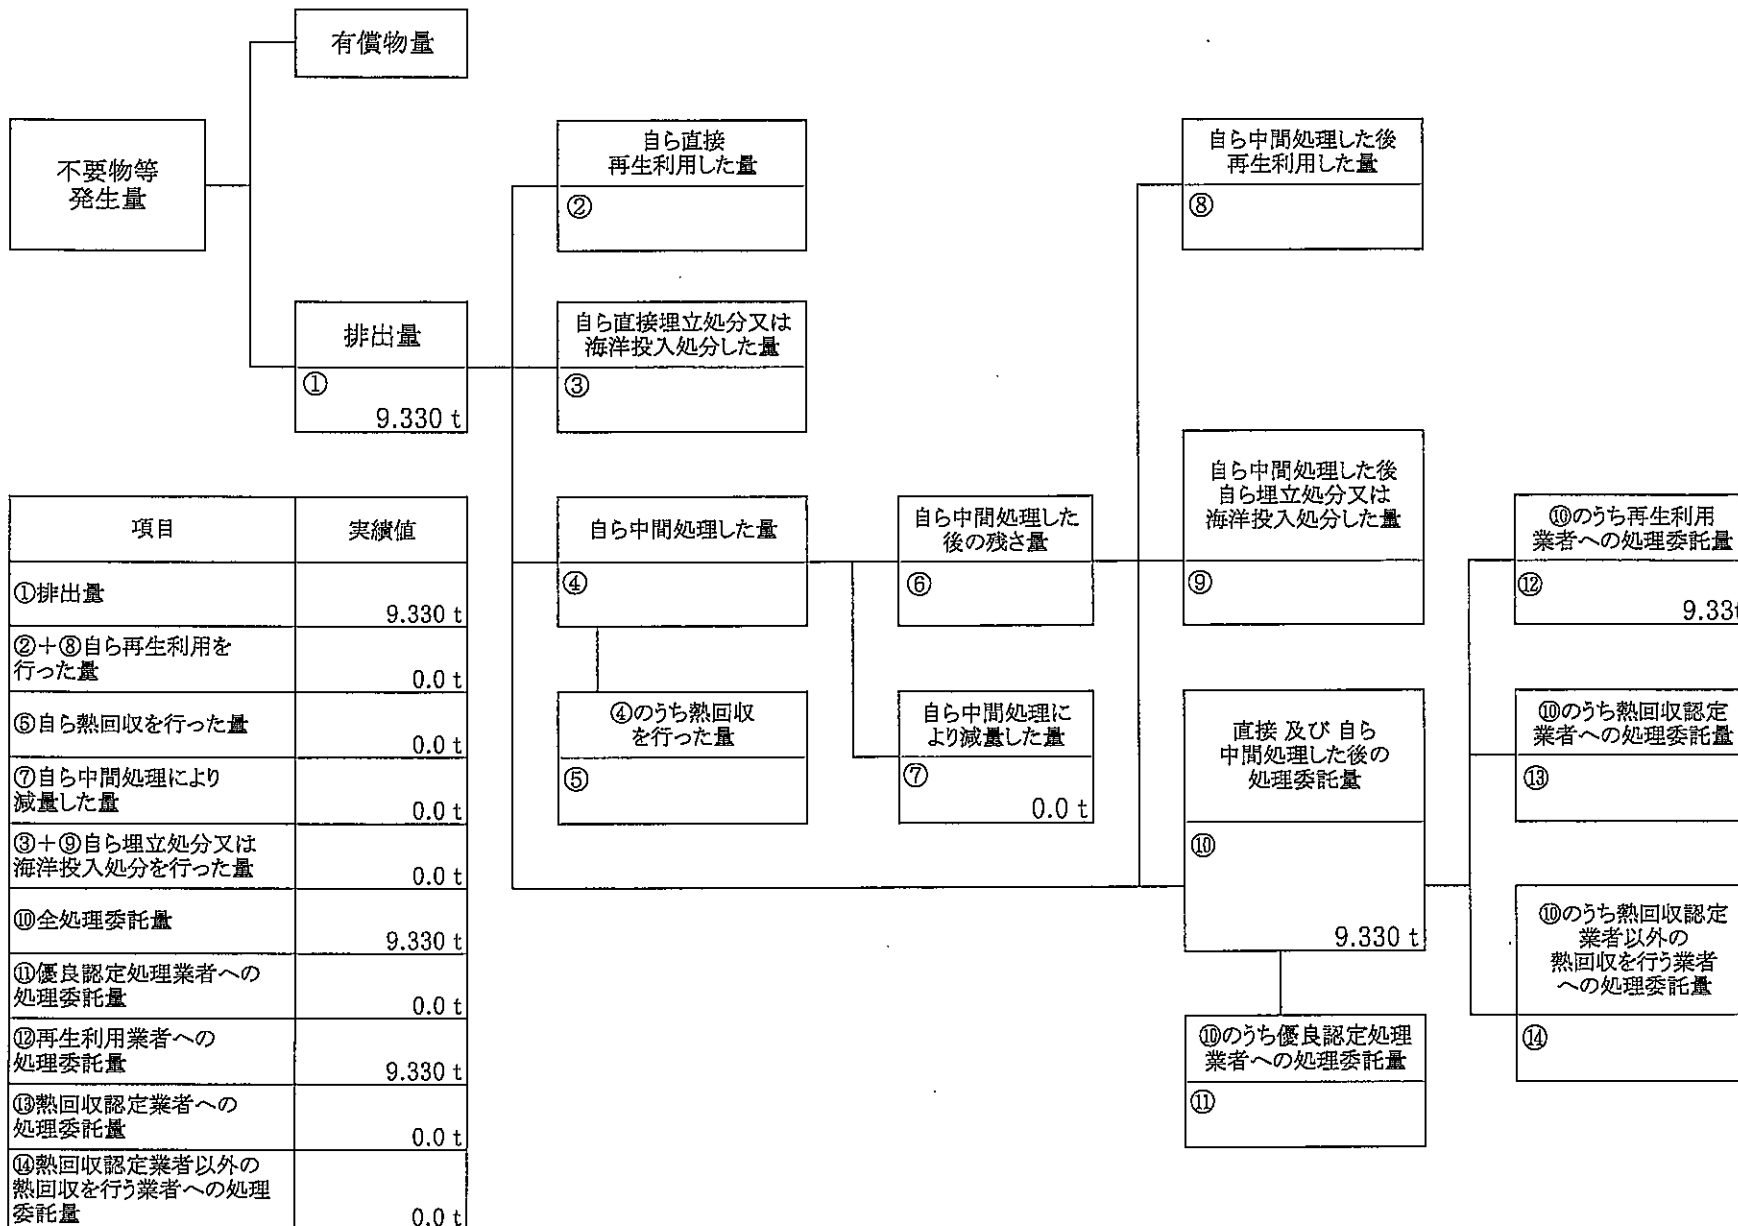 有償物量
不要物等
発生量
自ら直接
再生利用した量
②
自ら中間処理した後
再生利用した量
⑧
排出量
①
9.330 t
自ら直接埋立処分又は
海洋投入処分した量
③
自ら中間処理した量
④
自ら中間処理した
後の残さ量
⑥
自ら中間処理した後
自ら埋立処分又は
海洋投入処分した量
⑨
⑩のうち再生利用
業者への処理委託量
⑫
9.33t
④のうち熱回収
を行った量
⑤
自ら中間処理に
より減量した量
⑦
0.0 t
直接 及び 自ら
中間処理した後の
処理委託量
⑩
9.330 t
⑩のうち熱回収認定
業者への処理委託量
⑬
⑩のうち熱回収認定
業者以外の
熱回収を行う業者
への処理委託量
⑭
⑩のうち優良認定処理
業者への処理委託量
⑪
項目 実績値
①排出量
9.330 t
②+⑧自ら再生利用を
行った量
0.0 t
⑤自ら熱回収を行った量
0.0 t
⑦自ら中間処理により
減量した量
0.0 t
③+⑨自ら埋立処分又は
海洋投入処分を行った量
0.0 t
⑩全処理委託量
9.330 t
⑪優良認定処理業者への
処理委託量
0.0 t
⑫再生利用業者への
処理委託量
9.330 t
⑬熱回収認定業者への
処理委託量
0.0 t
⑭熱回収認定業者以外の
熱回収を行う業者への処理
委託量
0.0 t